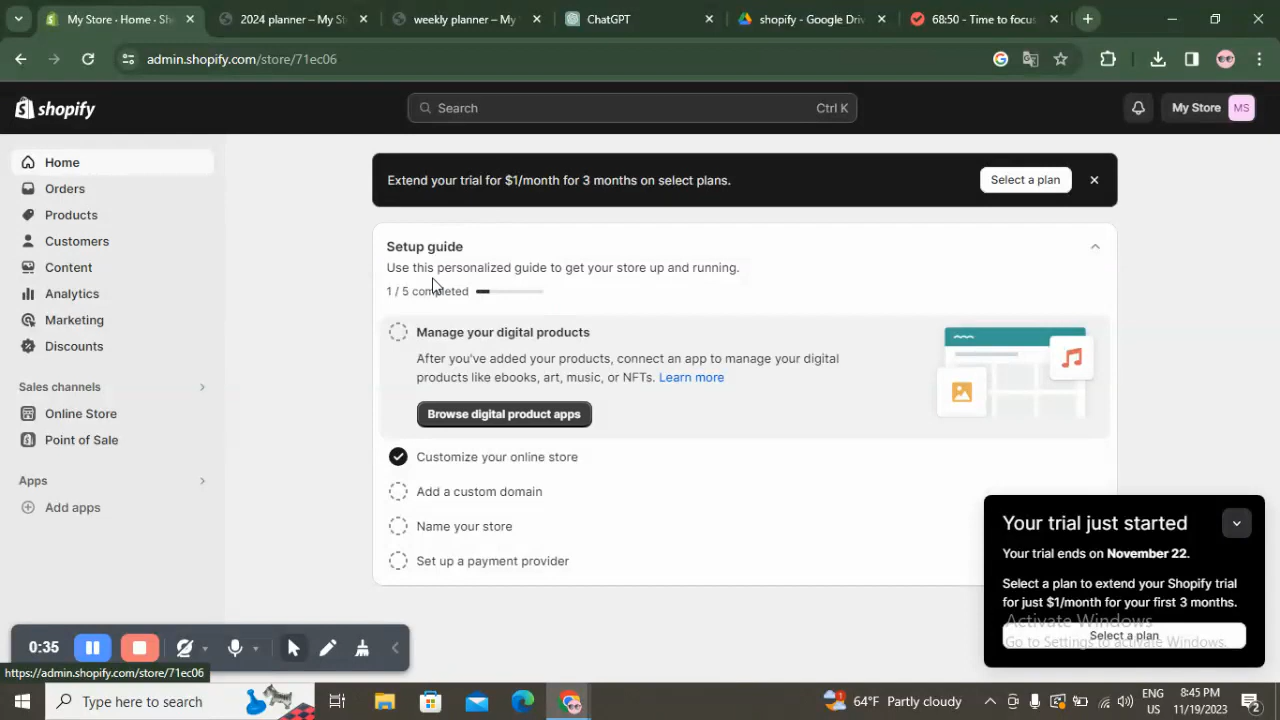 My Store · Home · Sh
2024 planner – My St
weekly planner – My
ChatGPT
shopify - Google Driv
68:50 - Time to focus
admin.shopify.com/store/71ec06
shopify
Search
Ctrl K
My Store
MS
Home
Orders
Products
Customers
Content
Analytics
Marketing
Discounts
Sales channels
Online Store
Point of Sale
Apps
Add apps
Extend your trial for $1/month for 3 months on select plans.
Select a plan
Setup guide
Use this personalized guide to get your store up and running.
1 / 5 completed
Manage your digital products
After you've added your products, connect an app to manage your digital
products like ebooks, art, music, or NFTs. Learn more
Browse digital product apps
Customize your online store
Add a custom domain
Name your store
Set up a payment provider
Your trial just started
Your trial ends on November 22.
Select a plan to extend your Shopify trial
for just $1/month for your first 3 months.
Select a plan
Activate Windows
Go to Settings to activate Windows.
0:35
https://admin.shopify.com/store/71ec06
Type here to search
1
64°F Partly cloudy
ENG
US
8:45 PM
11/19/2023
2